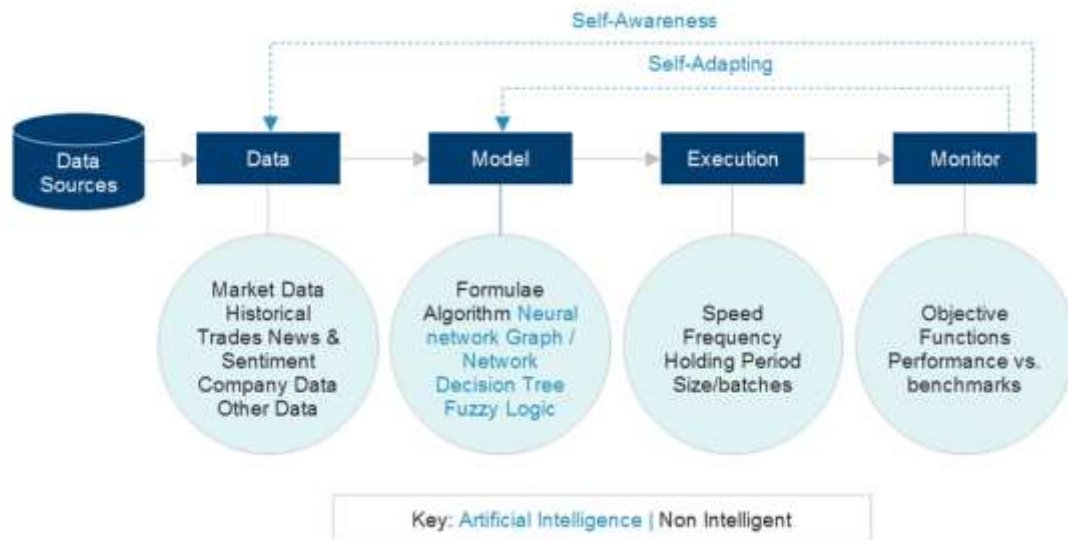 Self-Awareness
Self-Adapting
Data
Sources
Data
Model
Execution
Monitor
Market Data
Historical
Trades News &
Sentiment
Company Data
Other Data
Formulae
Algorithm Neural
network Graph /
Network
Decision Tree
Fuzzy Logic
Speed
Frequency
Holding Period
Size/batches
Objective
Functions
Performance vs.
benchmarks
Key: Artificial Intelligence | Non Intelligent